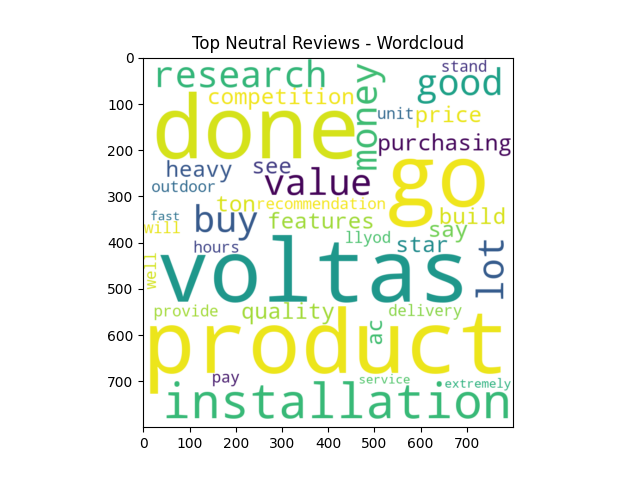 Top Neutral Reviews - Wordcloud
0
100
200
300
400
500
600
700
research
stand
good
competition
money
done
unit
price
purchasing
heavy
see
value
go
outdoor
ton
recommendation
fast
will
buy
features
build
say
llyod
hours
star
lot
well
voltas
provide
quality
delivery
ac
product
pay
service
extremely
installation
0 100 200 300 400 500 600 700